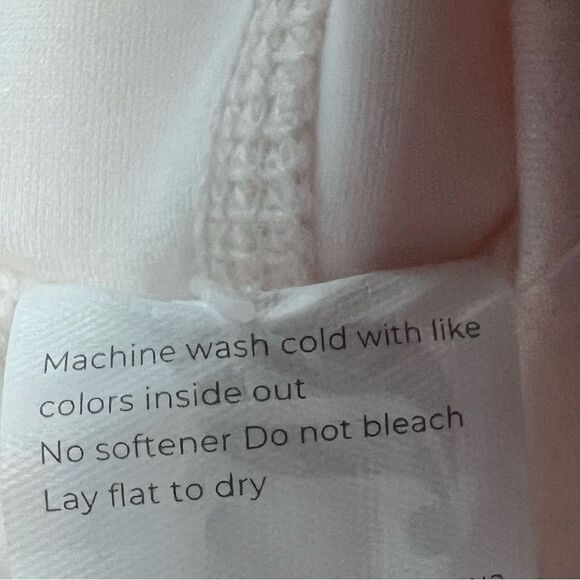 Machine wash cold with like
colors inside out
No softener Do not bleach
Lay flat to dry